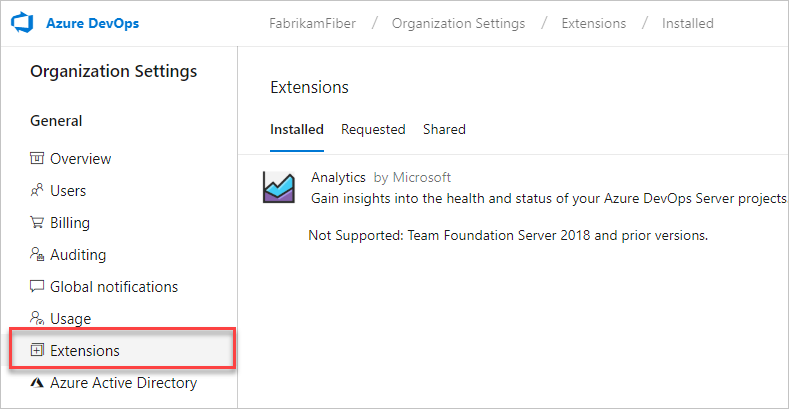 Azure DevOps
FabrikamFiber / Organization Settings / Extensions / Installed
Organization Settings
General
Overview
Users
Billing
Auditing
Global notifications
Usage
Extensions
Azure Active Directory
Extensions
Installed Requested Shared
Analytics by Microsoft
Gain insights into the health and status of your Azure DevOps Server projects
Not Supported: Team Foundation Server 2018 and prior versions.